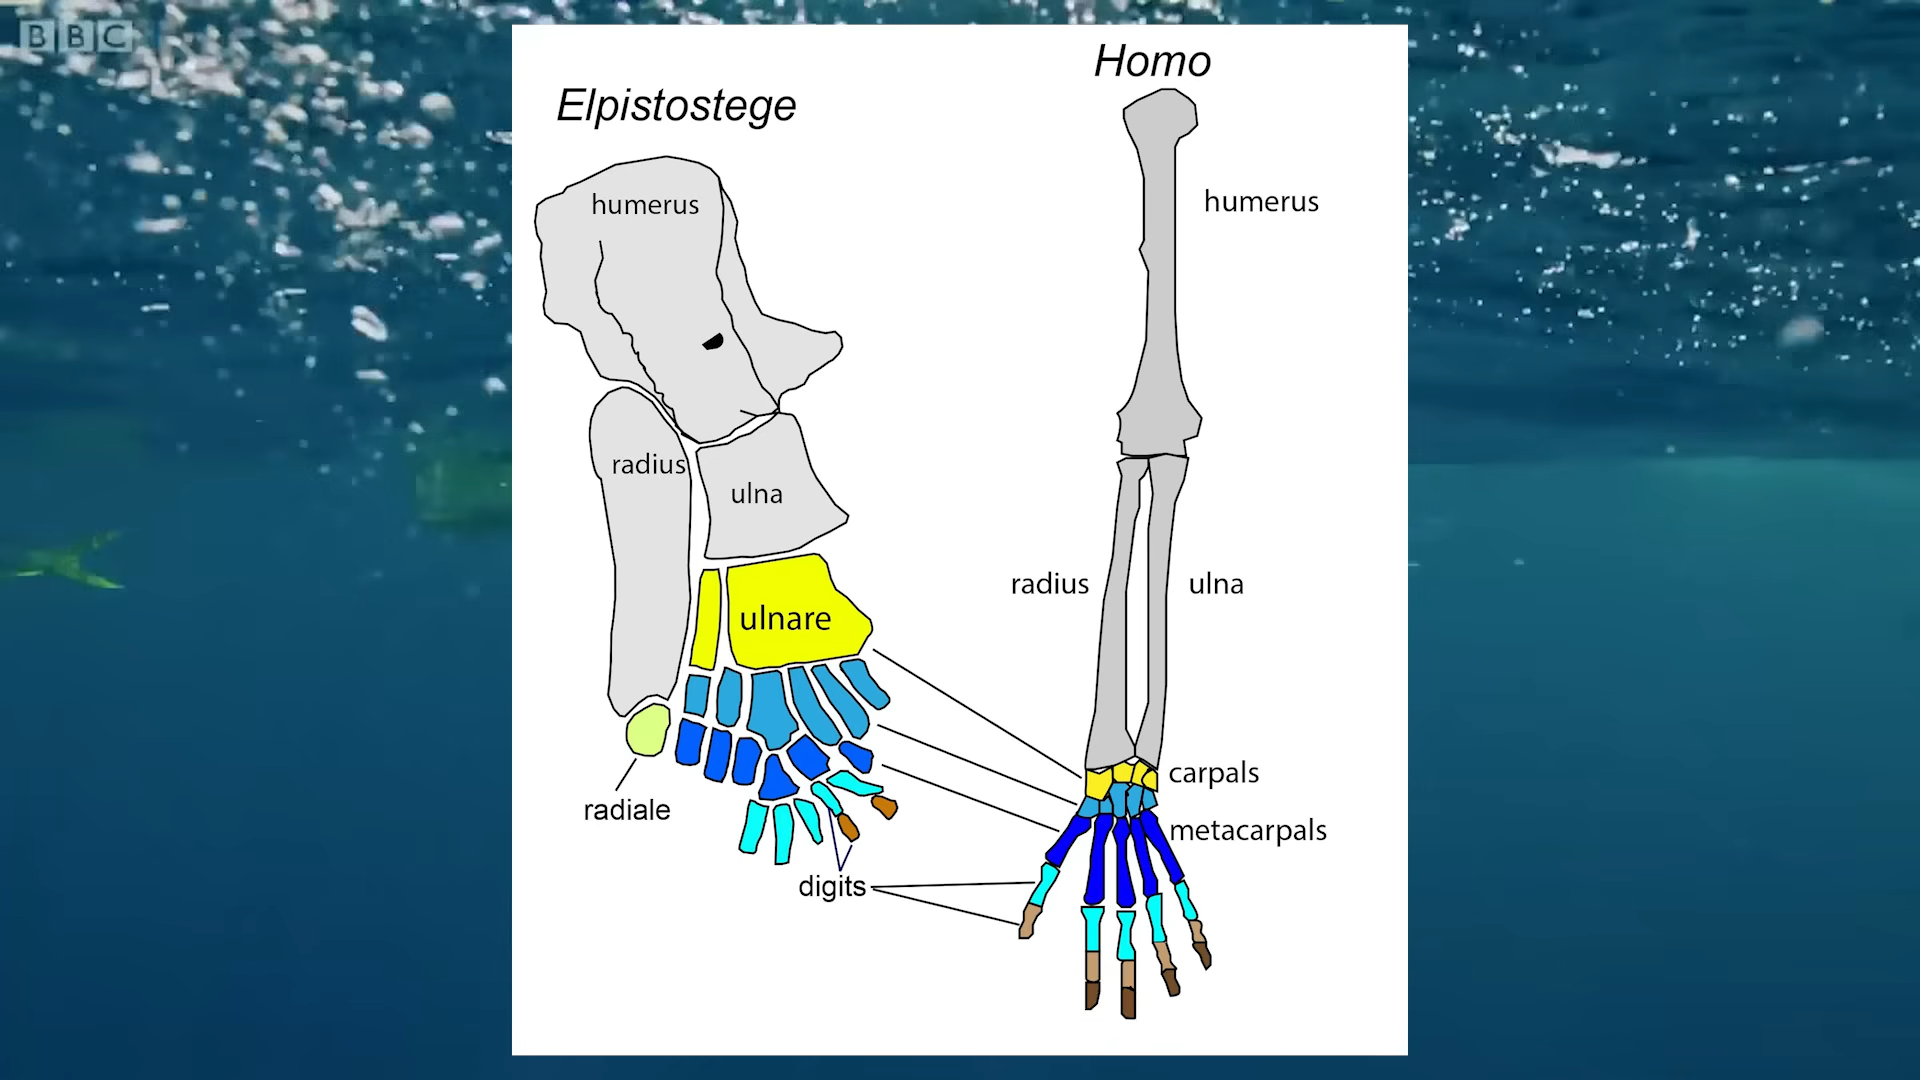 BBC
Elpistostege
humerus
radius
ulna
ulnare
radiale
digits
Homo
humerus
radius
ulna
carpals
metacarpals